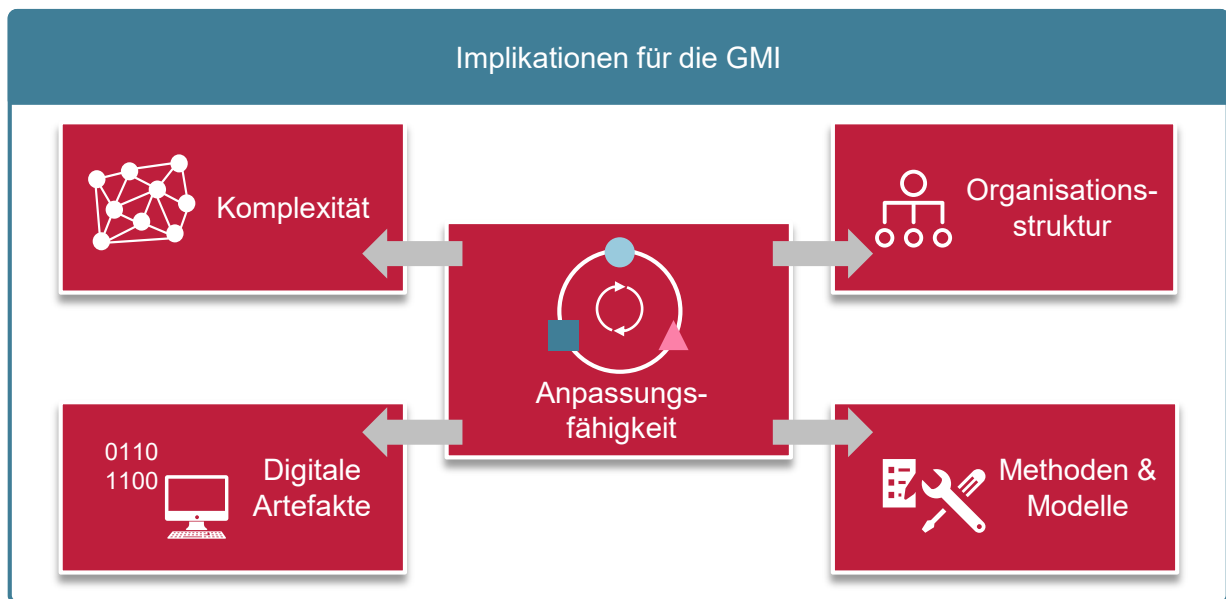 Implikationen für die GMI
Komplexität
Organisations-
struktur
Anpassungs-
fähigkeit
0110
1100
Digitale
Artefakte
Methoden &
Modelle